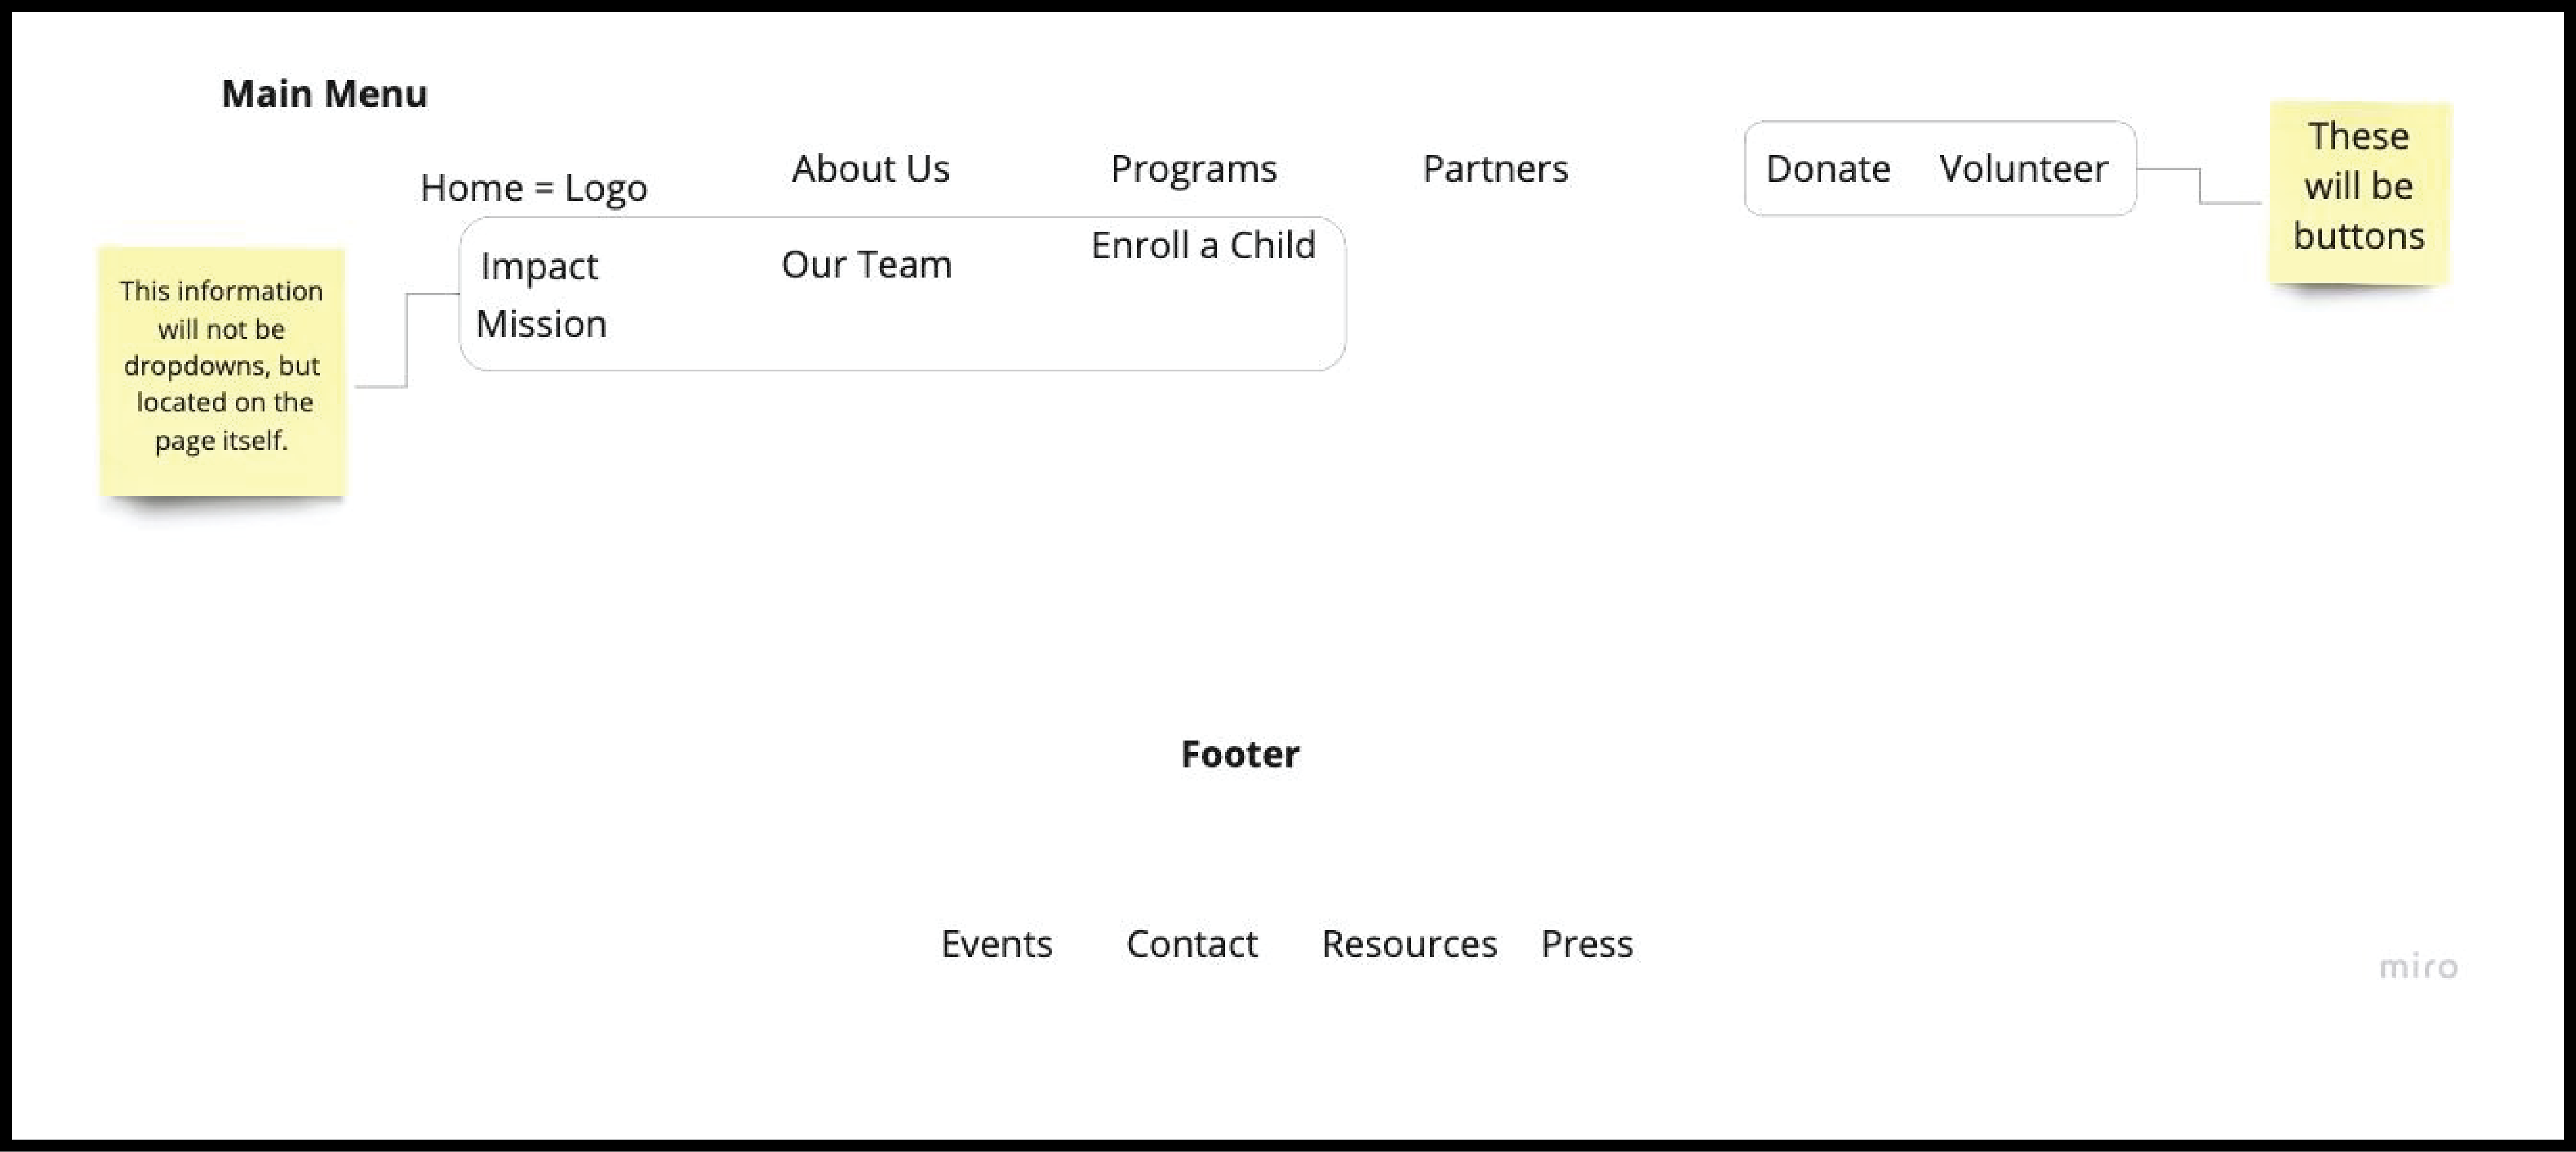 Main Menu
Home = Logo
About Us
Programs
Partners
Donate
Volunteer
These
will be
buttons
Impact
Mission
Our Team
Enroll a Child
This information
will not be
dropdowns, but
located on the
page itself.
Footer
Events
Contact
Resources
Press
miro